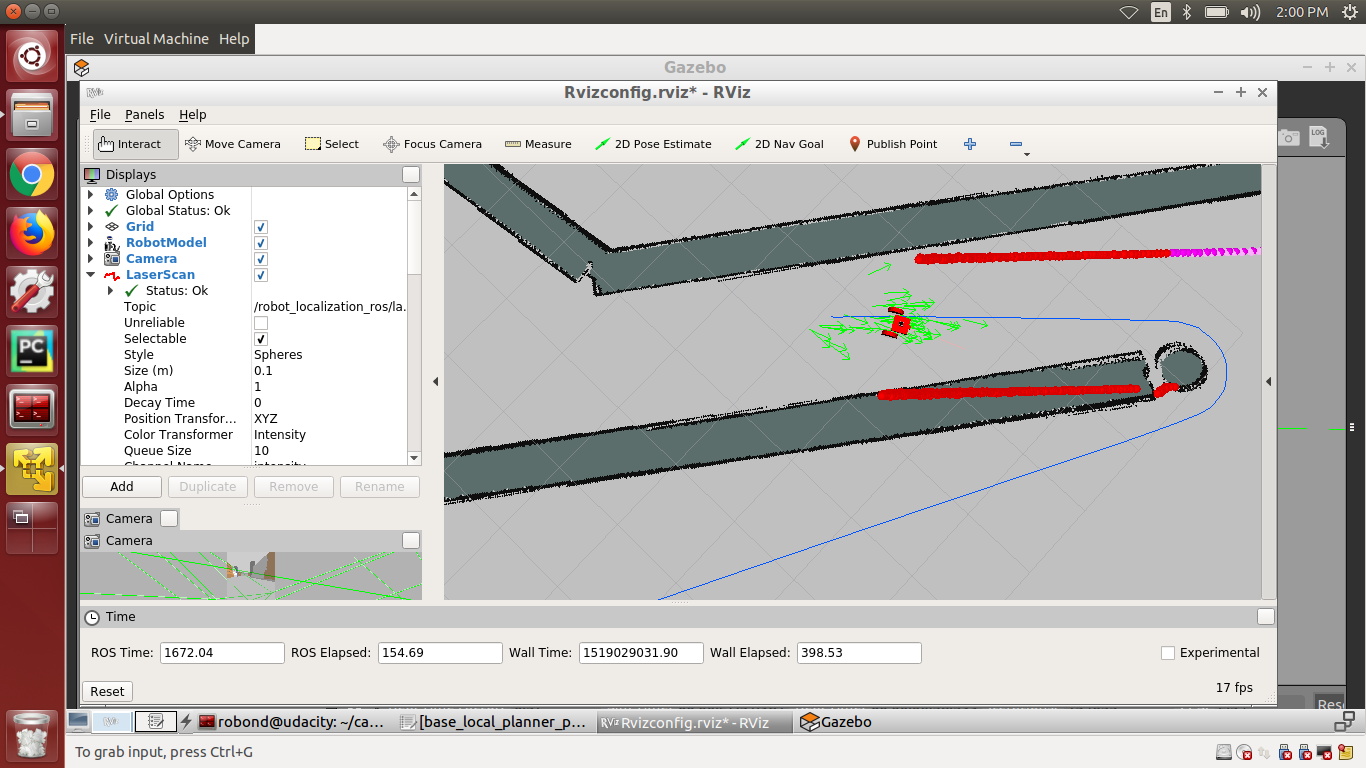 En 2:00 PM
File Virtual Machine Help
Gazebo
RViz Rvizconfig.rviz* - RViz
LOG
File Panels Help
Interact Move Camera Select Focus Camera Measure 2D Pose Estimate 2D Nav Goal Publish Point
Displays
Global Options
Global Status: Ok
Grid
RobotModel
Camera
LaserScan
Status: Ok
Topic /robot_localization_ros/la.
Unreliable
Selectable
Style Spheres
Size (m) 0.1
Alpha 1
Decay Time 0
Position Transfor... XYZ
Color Transformer Intensity
Queue Size 10
Add Duplicate Remove Rename
Camera
Camera
Time
ROS Time: 1672.04 ROS Elapsed: 154.69 Wall Time: 1519029031.90 Wall Elapsed: 398.53 Experimental
Reset 17 fps
Rese
robond@udacity: ~/ca... [base_local_planner_p... RViz Rvizconfig.rviz* - RViz Gazebo
To grab input, press Ctrl+G
PC